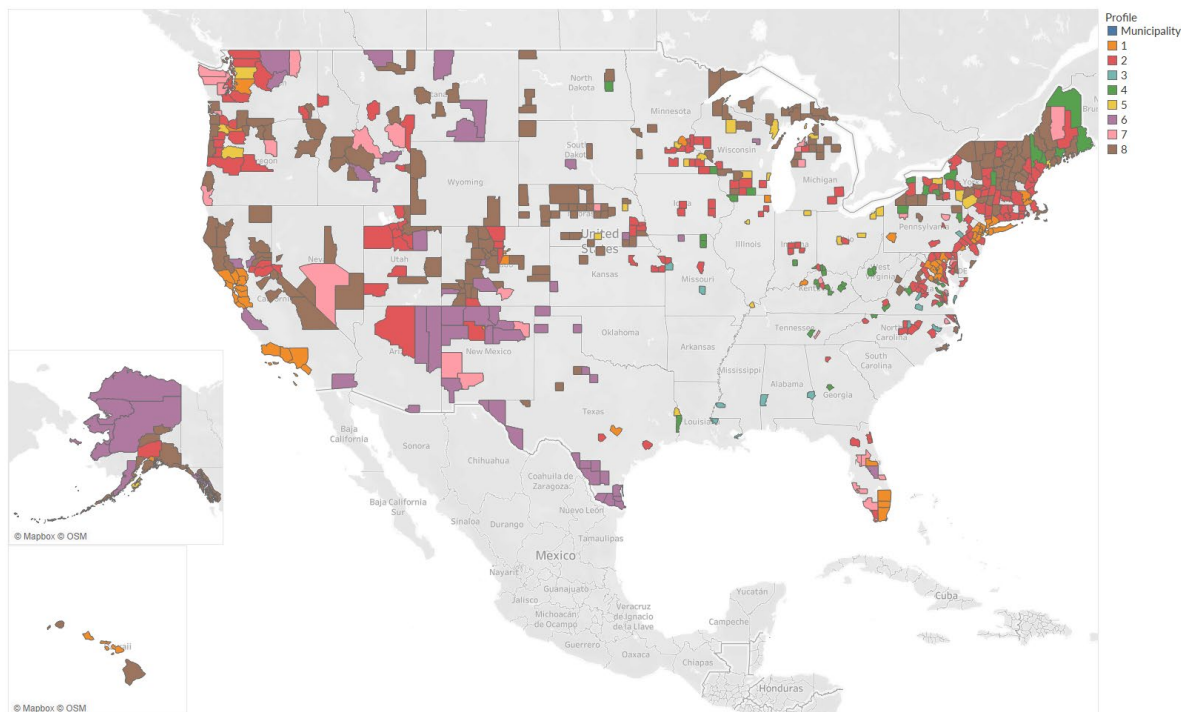 Profile
Municipality
1
2
3
4
5
6
7
8
North
Dakota
Minnesota
Wisconsin
Michigan
Wyoming
United
States
Illinois
Pennsylvania
West
Virginia
Utah
Kansas
Missouri
Tennessee
North
Carolina
South
Carolina
Oklahoma
Arkansas
New Mexico
Mississippi
Alabama
Georgia
Texas
Louisiana
Baja
California
Sonora
Chihuahua
Coahuila de
Zaragoza
Baja California
Sur
Nuevo León
Sinaloa
Durango
Tamaulipas
Mexico
Nayarit
Guanajuato
Jalisco
Michoacán
de Ocampo
Veracruz
de Ignacio
de la Llave
Yucatán
Campeche
Guerrero
Oaxaca
Chiapas
Cuba
Honduras
© Mapbox © OSM
© Mapbox © OSM